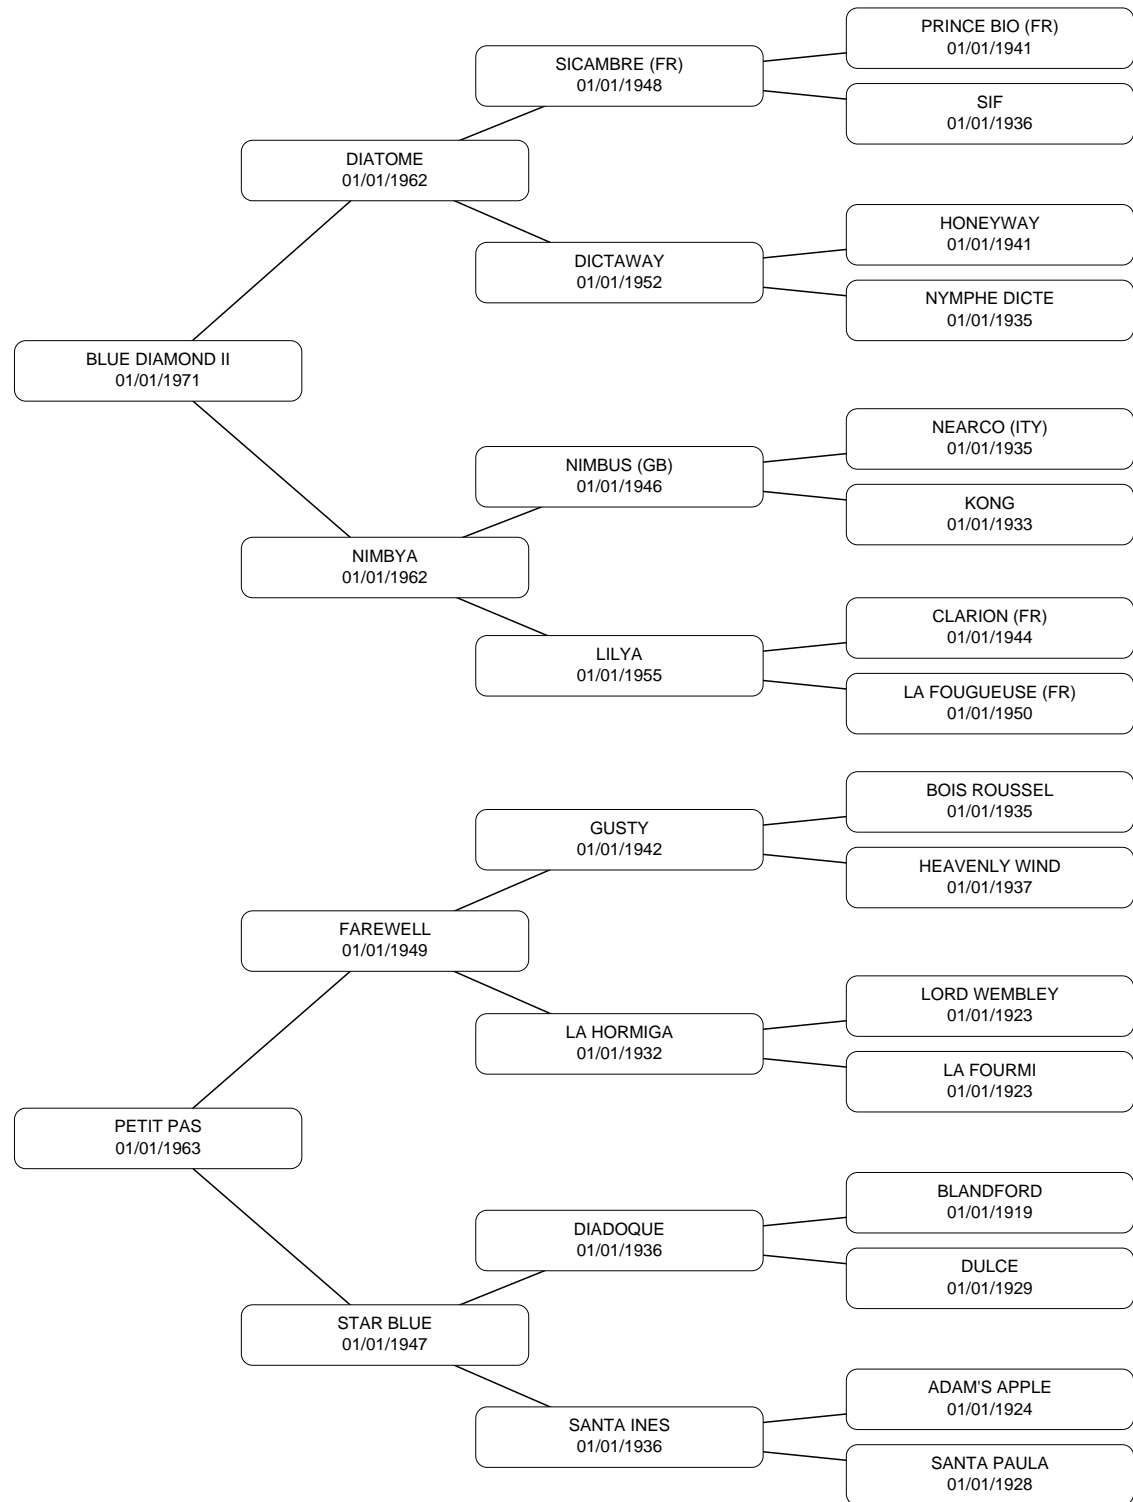 PRINCE BIO (FR)
01/01/1941
SICAMBRE (FR)
01/01/1948
SIF
01/01/1936
DIATOME
01/01/1962
HONEYWAY
01/01/1941
DICTAWAY
01/01/1952
NYMPHE DICTE
01/01/1935
BLUE DIAMOND II
01/01/1971
NEARCO (ITY)
01/01/1935
NIMBUS (GB)
01/01/1946
KONG
01/01/1933
NIMBYA
01/01/1962
CLARION (FR)
01/01/1944
LILYA
01/01/1955
LA FOUGUEUSE (FR)
01/01/1950
BOIS ROUSSEL
01/01/1935
GUSTY
01/01/1942
HEAVENLY WIND
01/01/1937
FAREWELL
01/01/1949
LORD WEMBLEY
01/01/1923
LA HORMIGA
01/01/1932
LA FOURMI
01/01/1923
PETIT PAS
01/01/1963
BLANDFORD
01/01/1919
DIADOQUE
01/01/1936
DULCE
01/01/1929
STAR BLUE
01/01/1947
ADAM'S APPLE
01/01/1924
SANTA INES
01/01/1936
SANTA PAULA
01/01/1928